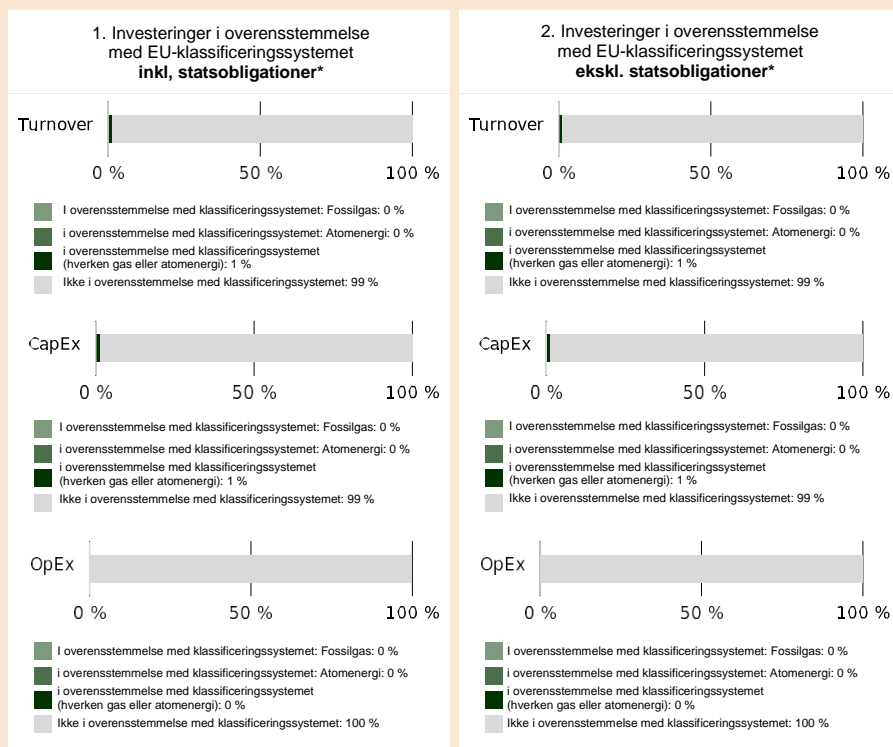 1. Investeringer i overensstemmelse
med EU-klassificeringssystemet
inkl, statsobligationer*
Turnover
0 %
50 %
100 %
I overensstemmelse med klassificeringssystemet: Fossilgas: 0 %
i overensstemmelse med klassificeringssystemet: Atomenergi: 0 %
i overensstemmelse med klassificeringssystemet
(hverken gas eller atomenergi): 1 %
Ikke i overensstemmelse med klassificeringssystemet: 99 %
CapEx
0 %
50 %
100 %
I overensstemmelse med klassificeringssystemet: Fossilgas: 0 %
i overensstemmelse med klassificeringssystemet: Atomenergi: 0 %
i overensstemmelse med klassificeringssystemet
(hverken gas eller atomenergi): 1 %
Ikke i overensstemmelse med klassificeringssystemet: 99 %
OpEx
0 %
50 %
100 %
I overensstemmelse med klassificeringssystemet: Fossilgas: 0 %
i overensstemmelse med klassificeringssystemet: Atomenergi: 0 %
i overensstemmelse med klassificeringssystemet
(hverken gas eller atomenergi): 0 %
Ikke i overensstemmelse med klassificeringssystemet: 100 %
2. Investeringer i overensstemmelse
med EU-klassificeringssystemet
ekskl. statsobligationer*
Turnover
0 %
50 %
100 %
I overensstemmelse med klassificeringssystemet: Fossilgas: 0 %
i overensstemmelse med klassificeringssystemet: Atomenergi: 0 %
i overensstemmelse med klassificeringssystemet
(hverken gas eller atomenergi): 1 %
Ikke i overensstemmelse med klassificeringssystemet: 99 %
CapEx
0 %
50 %
100 %
I overensstemmelse med klassificeringssystemet: Fossilgas: 0 %
i overensstemmelse med klassificeringssystemet: Atomenergi: 0 %
i overensstemmelse med klassificeringssystemet
(hverken gas eller atomenergi): 1 %
Ikke i overensstemmelse med klassificeringssystemet: 99 %
OpEx
0 %
50 %
100 %
I overensstemmelse med klassificeringssystemet: Fossilgas: 0 %
i overensstemmelse med klassificeringssystemet: Atomenergi: 0 %
i overensstemmelse med klassificeringssystemet
(hverken gas eller atomenergi): 0 %
Ikke i overensstemmelse med klassificeringssystemet: 100 %